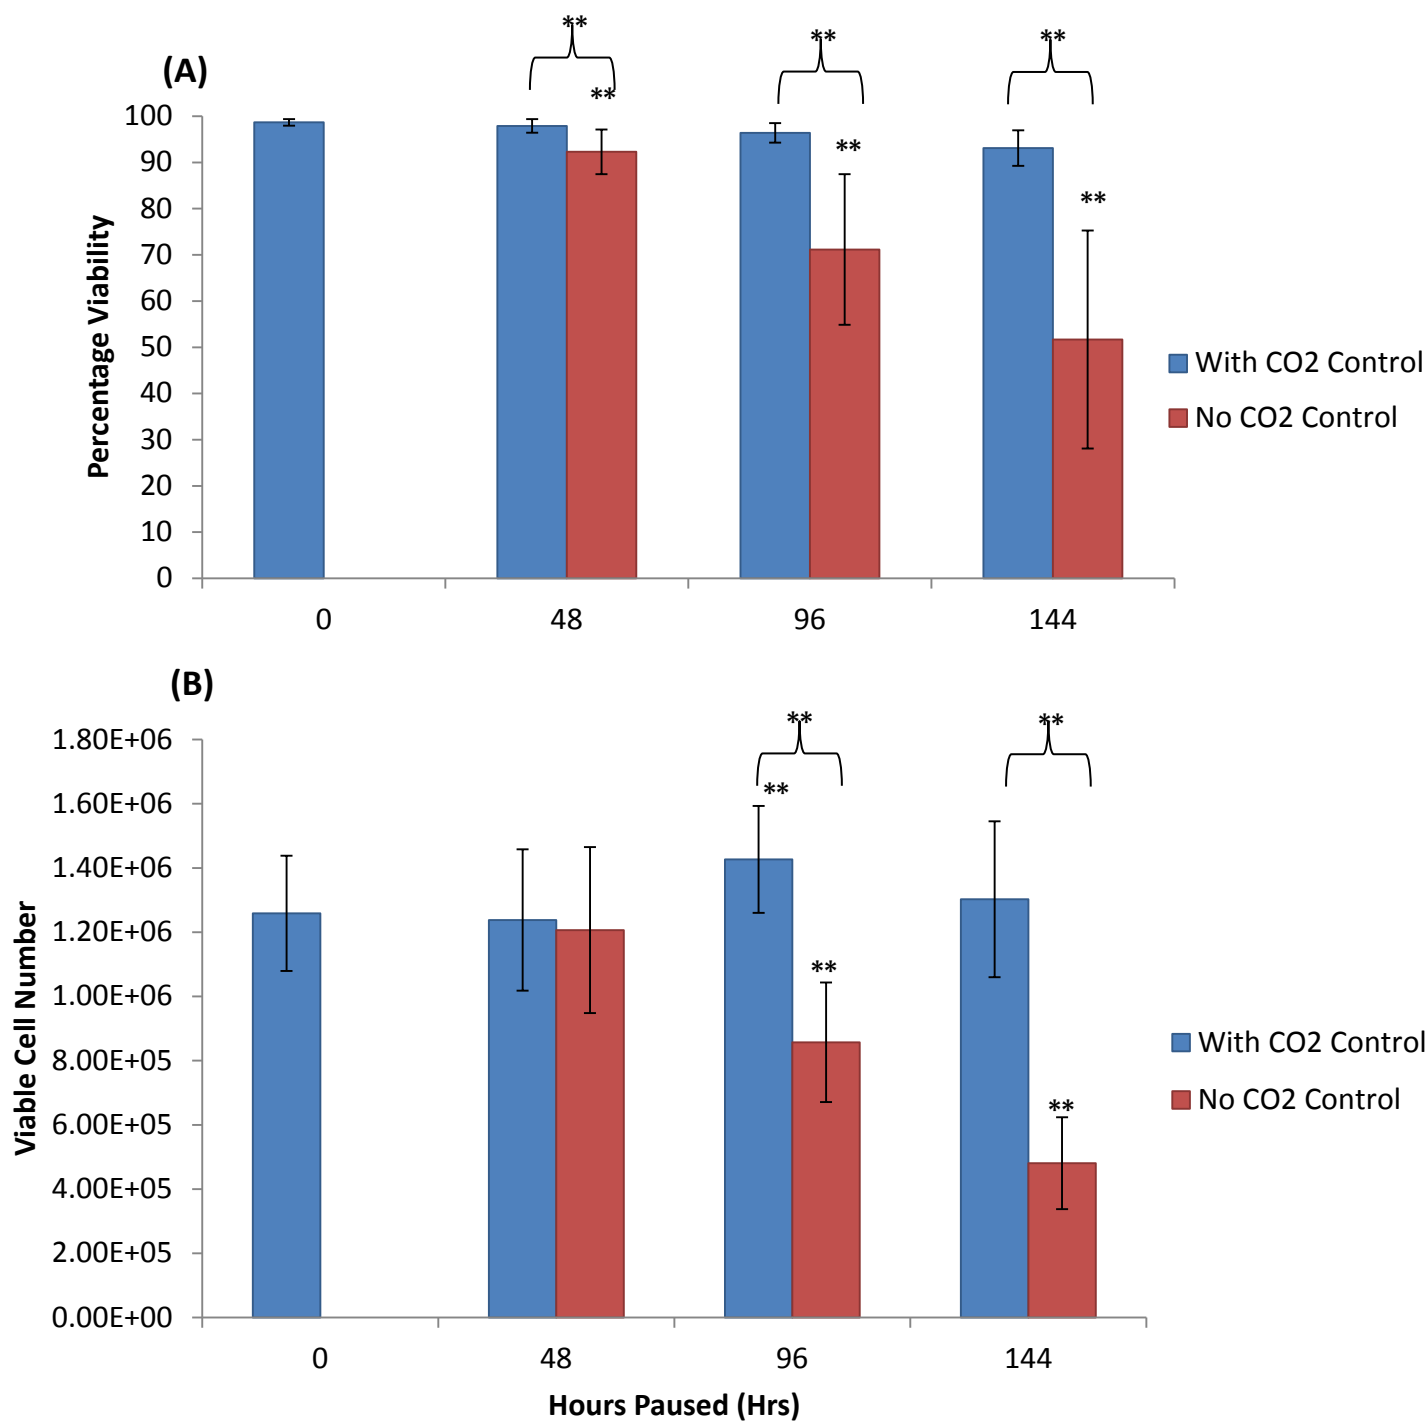 **
**
**
(A)
**
**
**
100
90
80
70
60
50
40
30
20
10
0
Percentage Viability
0
48
96
144
With CO2 Control
No CO2 Control
(B)
**
**
**
**
**
1.80E+06
1.60E+06
1.40E+06
1.20E+06
1.00E+06
8.00E+05
6.00E+05
4.00E+05
2.00E+05
0.00E+00
Viable Cell Number
0
48
96
144
Hours Paused (Hrs)
With CO2 Control
No CO2 Control